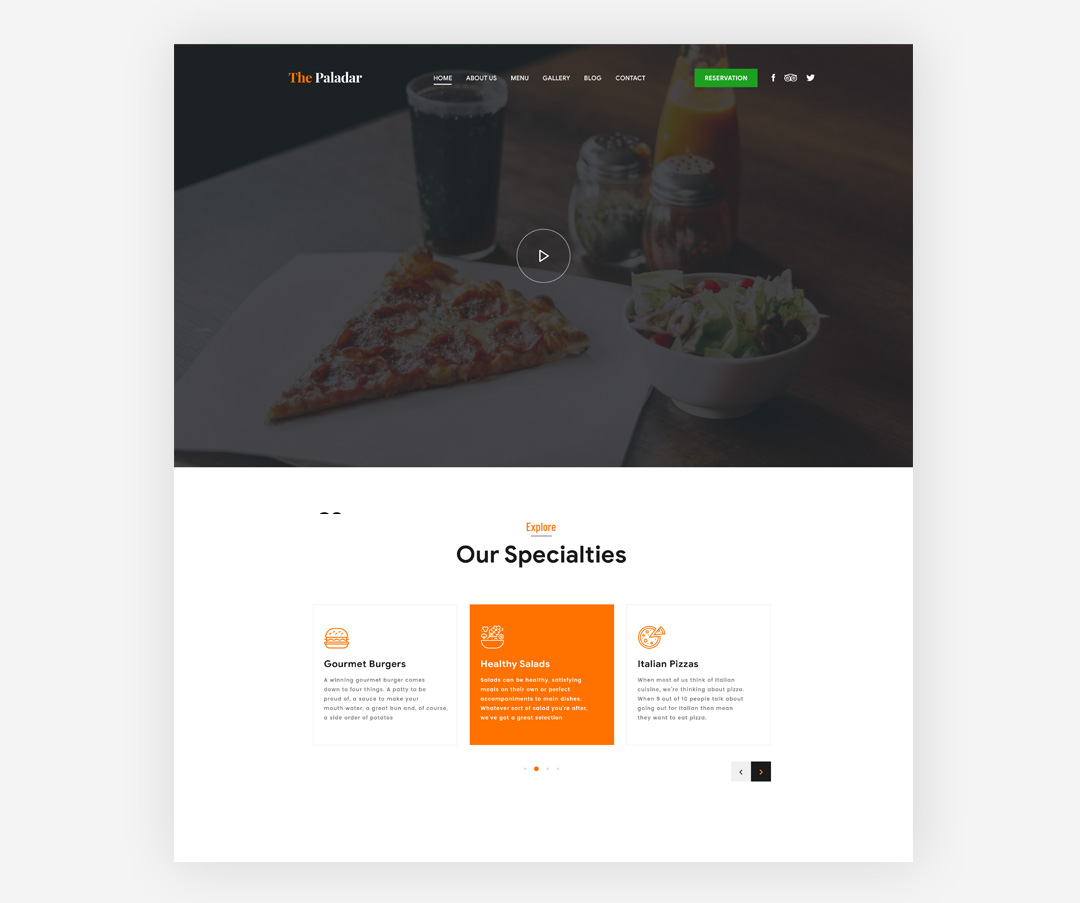 The Paladar
HOME ABOUT US MENU GALLERY BLOG CONTACT
RESERVATION
Explore
Our Specialties
Gourmet Burgers
A winning gourmet burger comes
down to four things. A patty to be
proud of, a sauce to make your
mouth water, a great bun and, of course,
a side order of potatos
Healthy Salads
Salads can be healthy, satisfying
meals on their own or perfect
accompaniments to main dishes.
Whatever sort of salad you're after,
we've got a great selection
Italian Pizzas
When most of us think of Italian
cuisine, we're thinking about pizza.
When 9 out of 10 people talk about
going out for Italian then mean
they want to eat pizza.